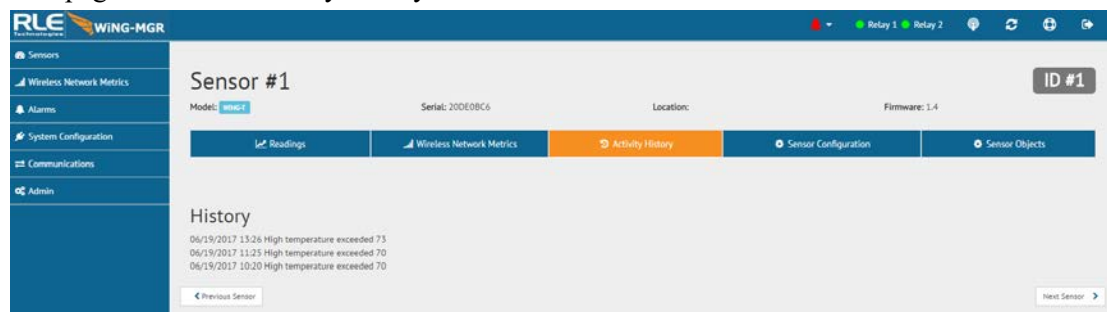 RLE WiNG-MGR
Technologies
Relay 1 Relay 2
Sensors
Wireless Network Metrics
Alarms
System Configuration
Communications
Admin
Sensor #1
ID #1
Model: WiNG-T Serial: 20DE0BC6 Location: Firmware: 1.4
Readings Wireless Network Metrics Activity History Sensor Configuration Sensor Objects
History
06/19/2017 13:26 High temperature exceeded 73
06/19/2017 11:25 High temperature exceeded 70
06/19/2017 10:20 High temperature exceeded 70
Previous Sensor Next Sensor